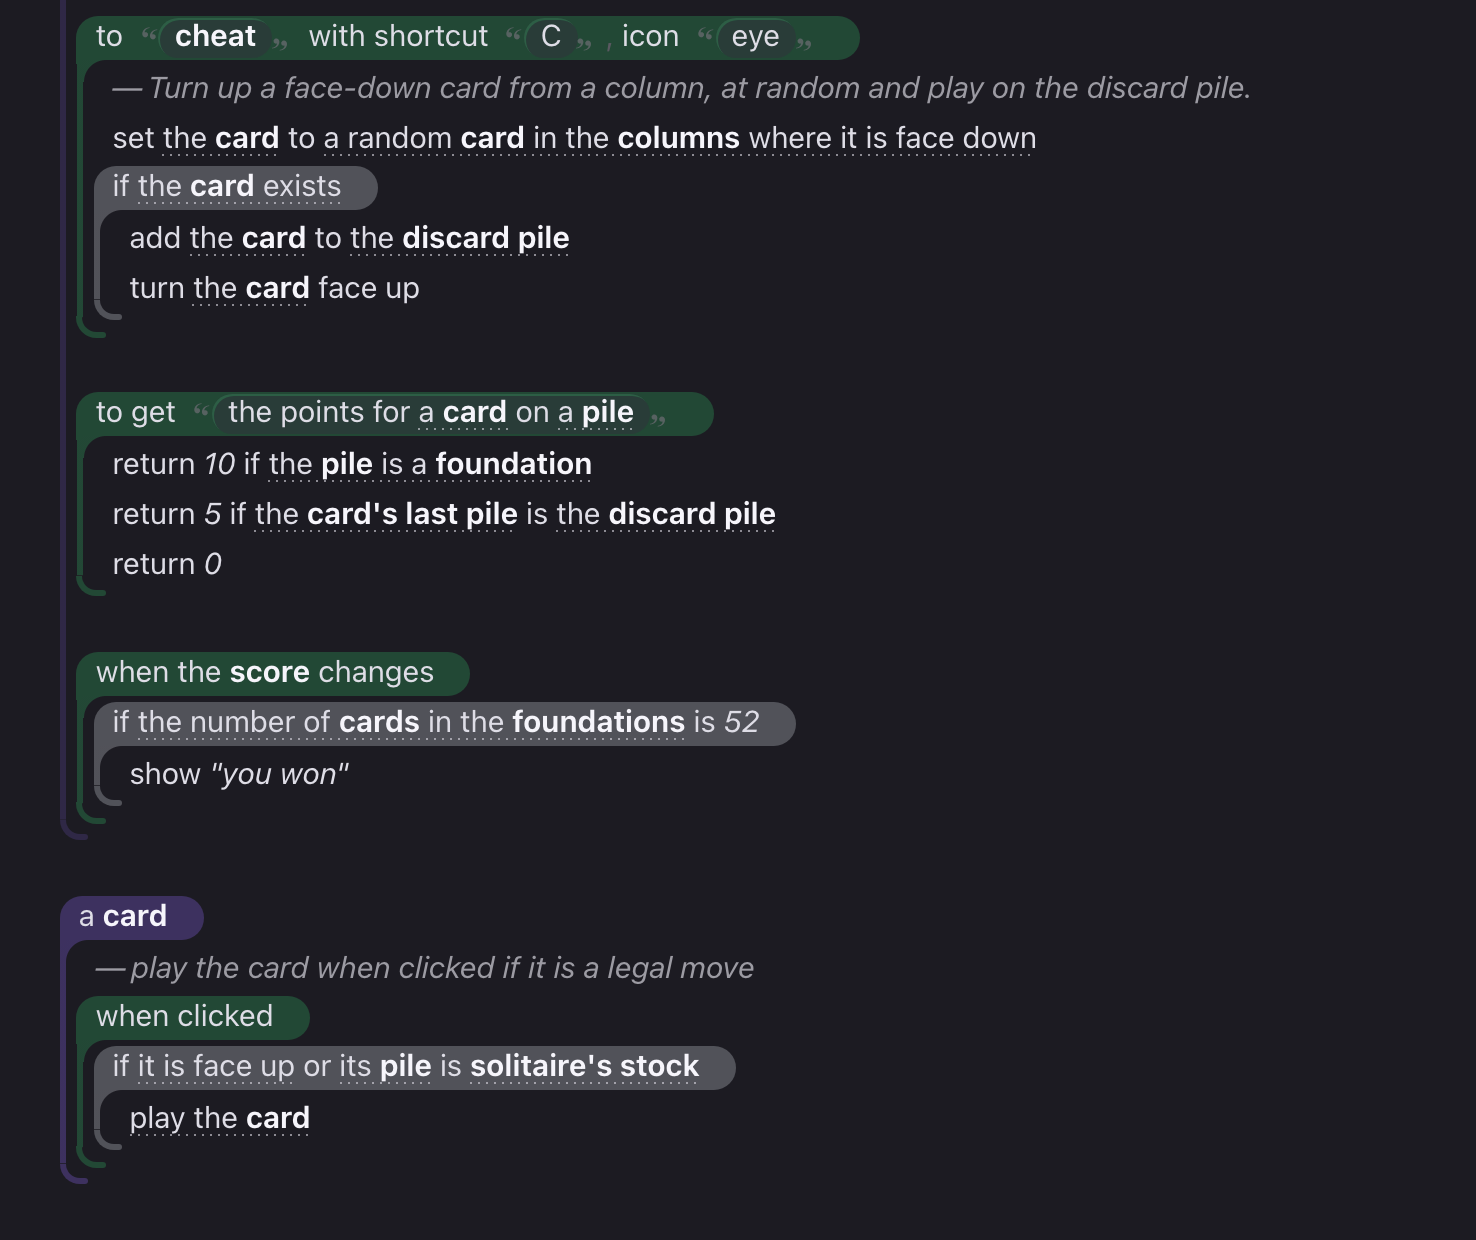 to “cheat” with shortcut “C”, icon “eye”
— Turn up a face-down card from a column, at random and play on the discard pile.
set the card to a random card in the columns where it is face down
if the card exists
add the card to the discard pile
turn the card face up
to get “the points for a card on a pile”
return 10 if the pile is a foundation
return 5 if the card's last pile is the discard pile
return 0
when the score changes
if the number of cards in the foundations is 52
show "you won"
a card
— play the card when clicked if it is a legal move
when clicked
if it is face up or its pile is solitaire's stock
play the card